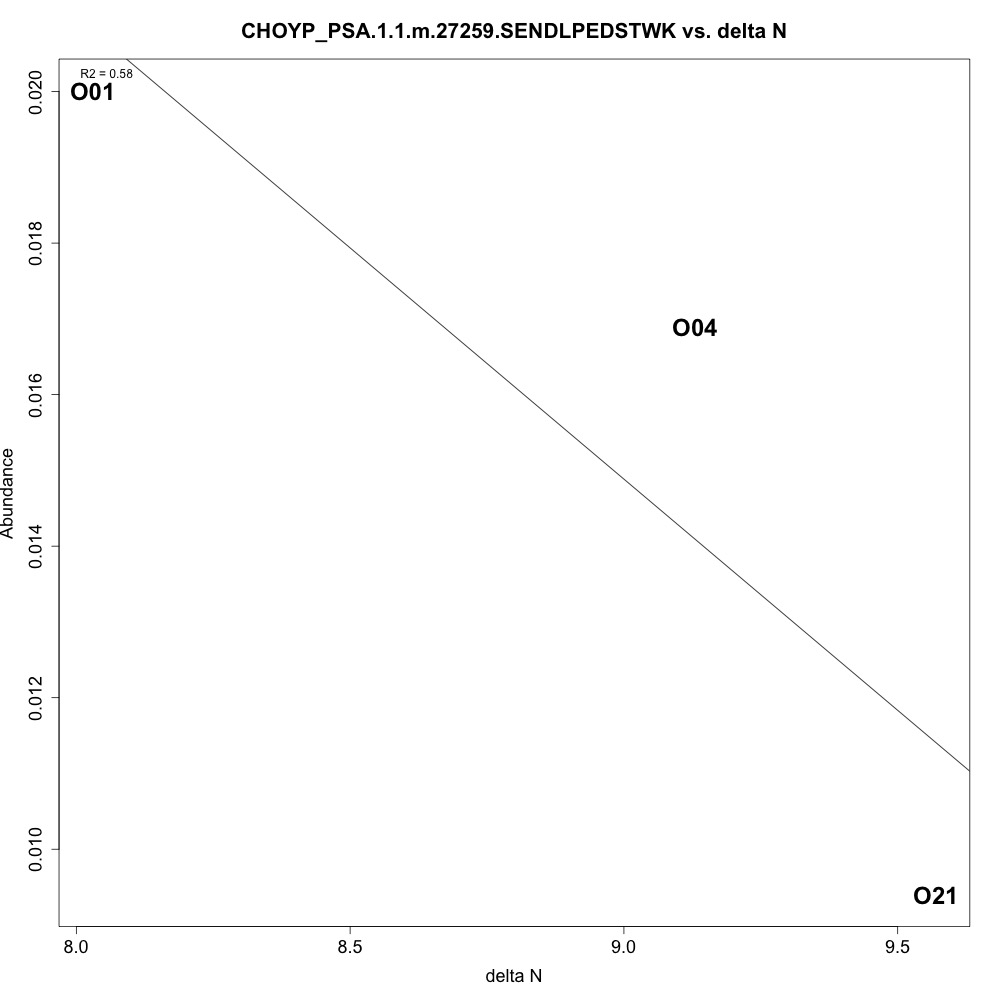 CHOYP_PSA.1.1.m.27259.SENDLPEDSTWK vs. delta N
R2 = 0.58
O01
O04
O21
Abundance
0.020
0.018
0.016
0.014
0.012
0.010
8.0 8.5 9.0 9.5
delta N